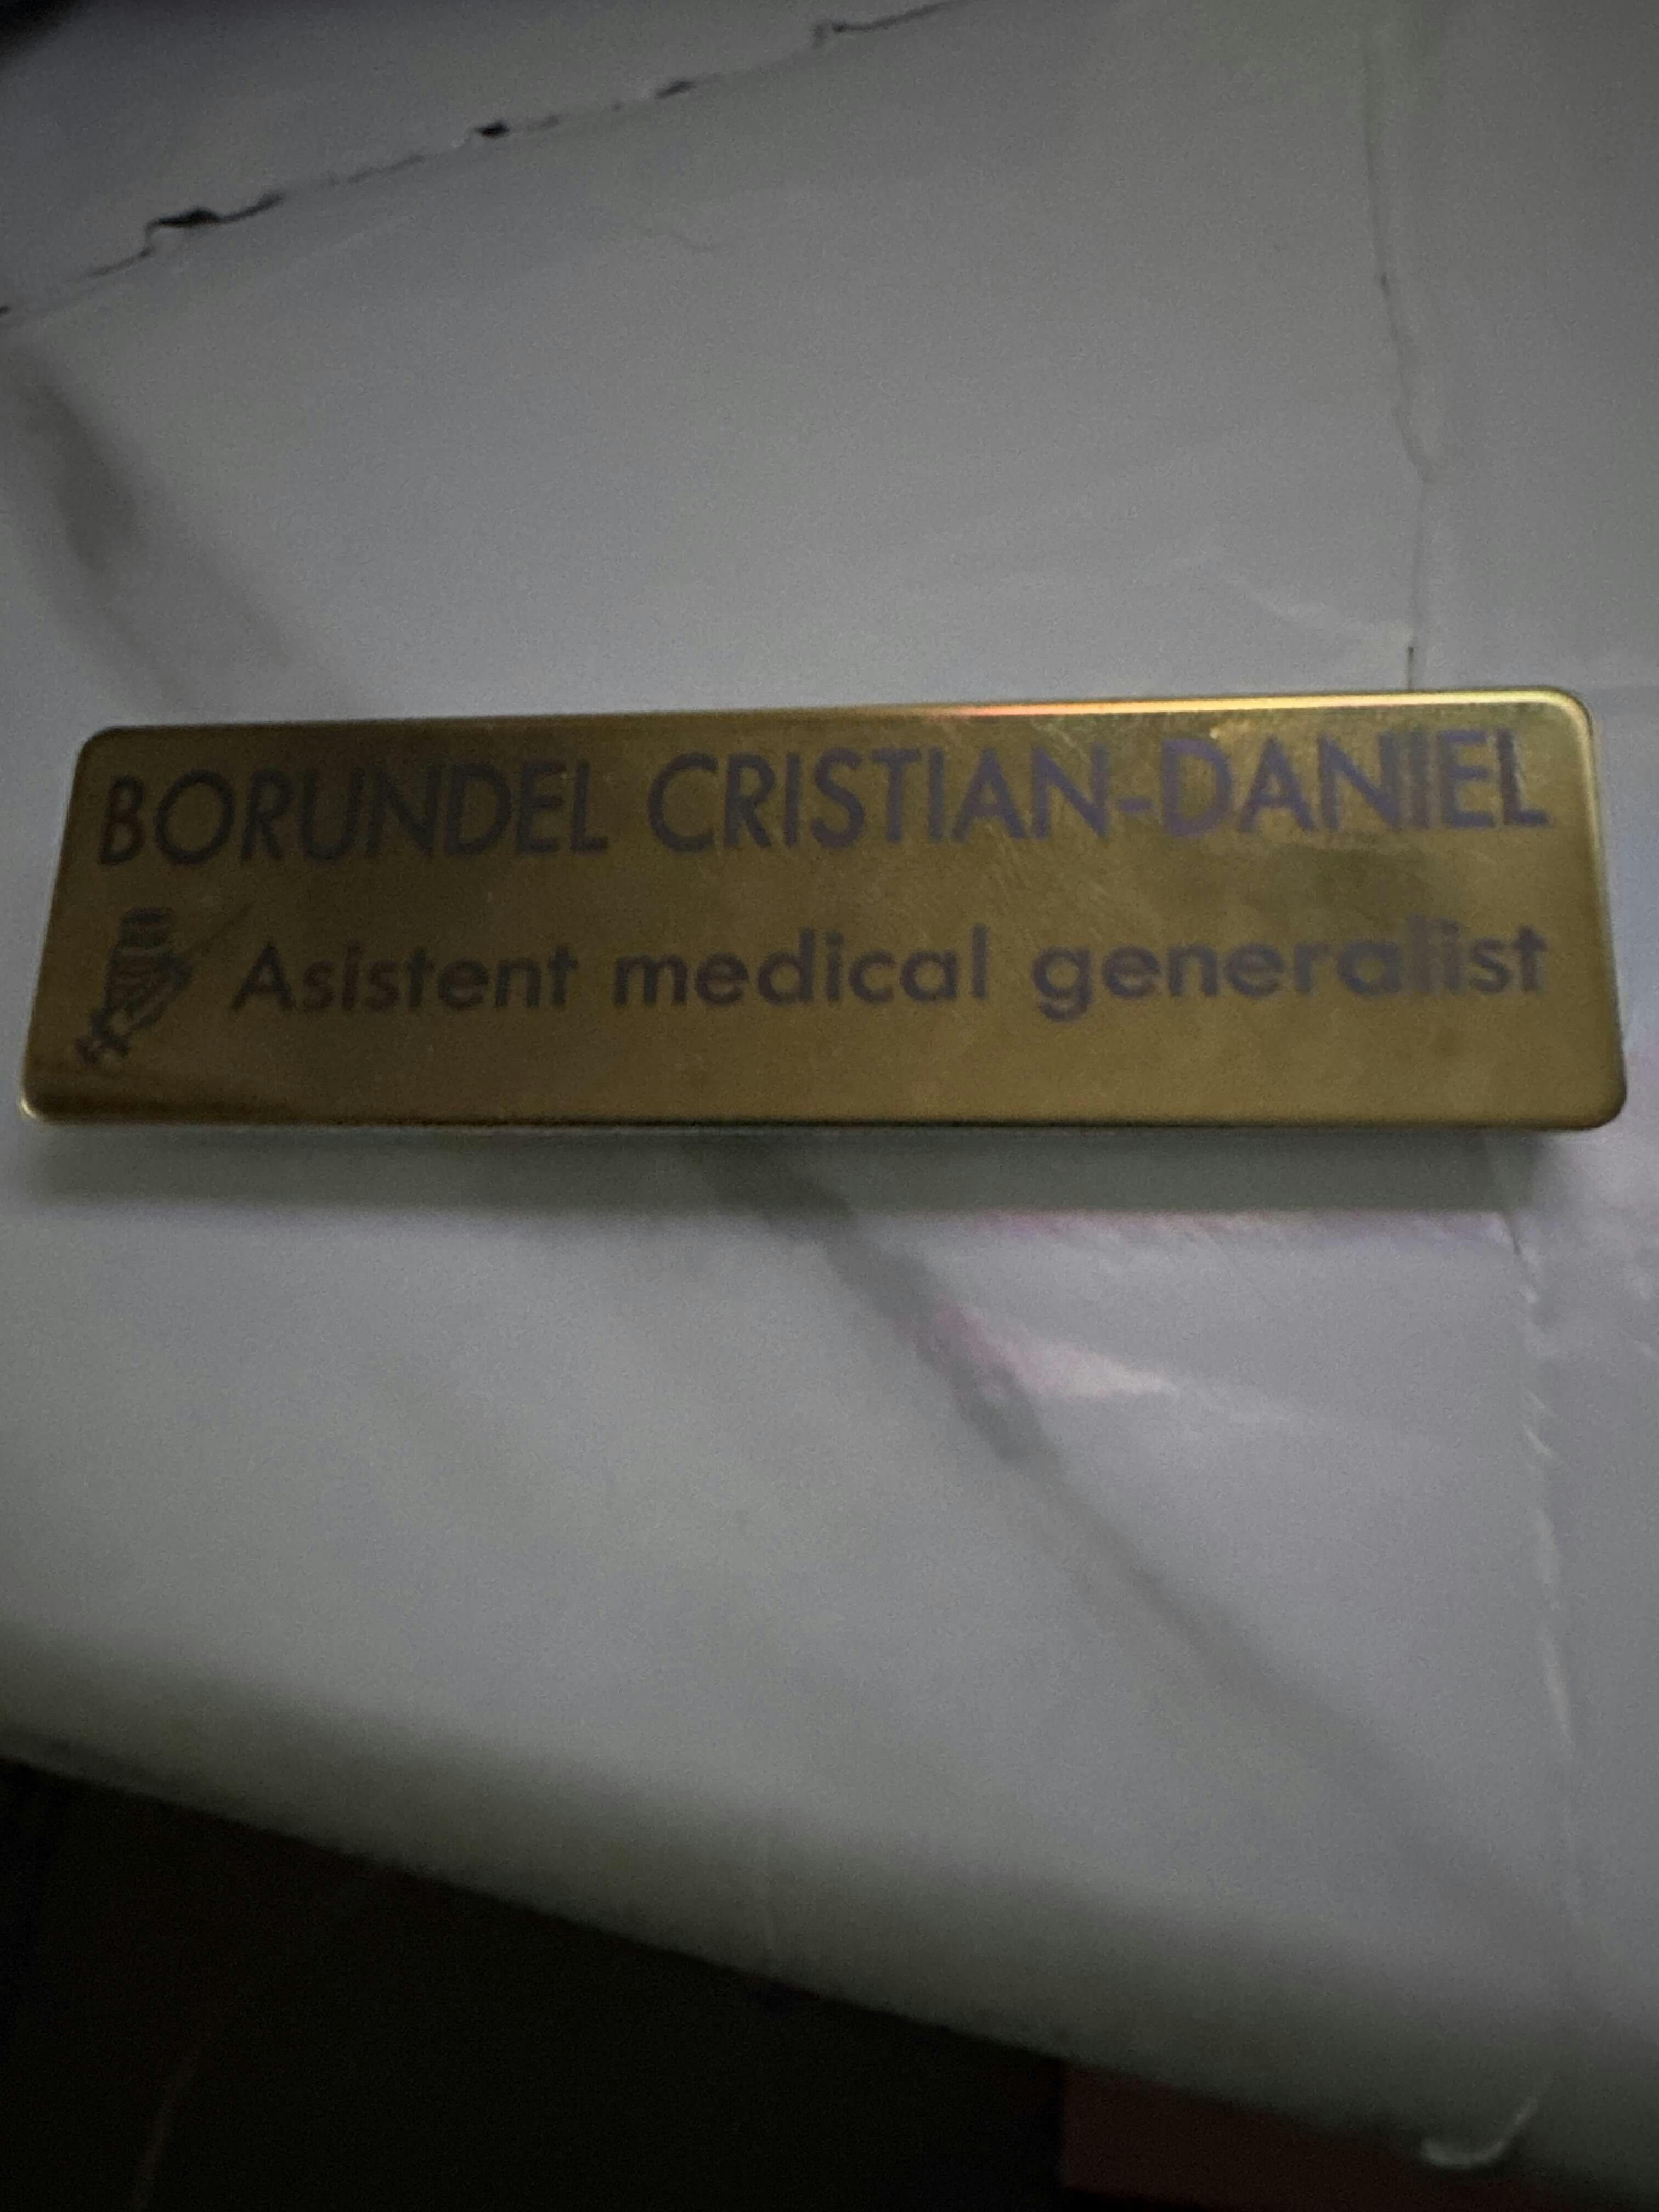 BORUNDEL CRISTIAN-DANIEL
Asistent medical generalist